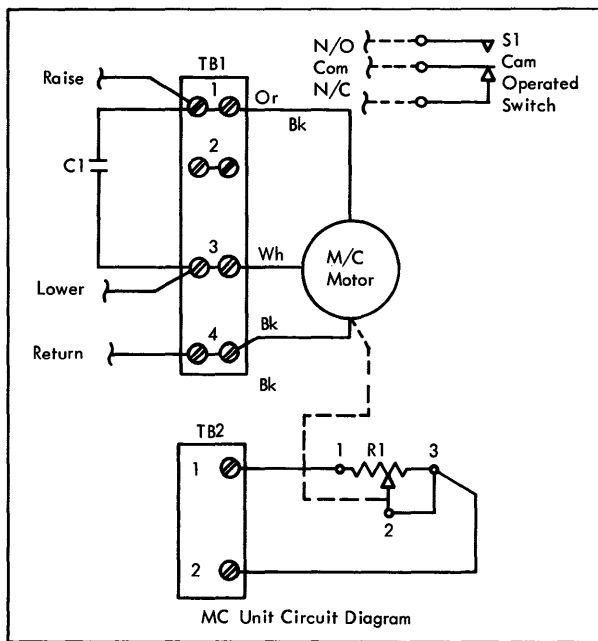 N/O
Com
N/C
S1
Cam
Operated
Switch
TB1
Raise
1
Or
Bk
C1
2
3
Wh
M/C
Motor
Lower
4
Bk
Return
Bk
TB2
1
1
R1
3
2
2
MC Unit Circuit Diagram